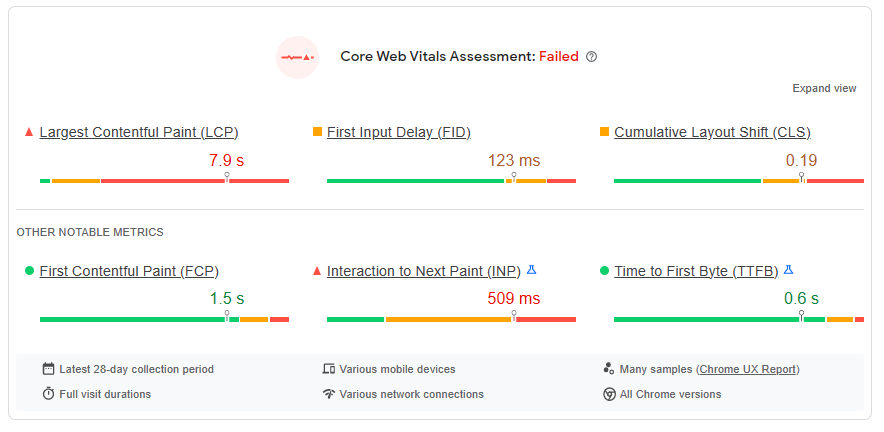 Core Web Vitals Assessment: Failed
Expand view
Largest Contentful Paint (LCP) First Input Delay (FID) Cumulative Layout Shift (CLS)
7.9 s 123 ms 0.19
OTHER NOTABLE METRICS
First Contentful Paint (FCP) Interaction to Next Paint (INP) Time to First Byte (TTFB)
1.5 s 509 ms 0.6 s
Latest 28-day collection period Various mobile devices Many samples (Chrome UX Report)
Full visit durations Various network connections All Chrome versions